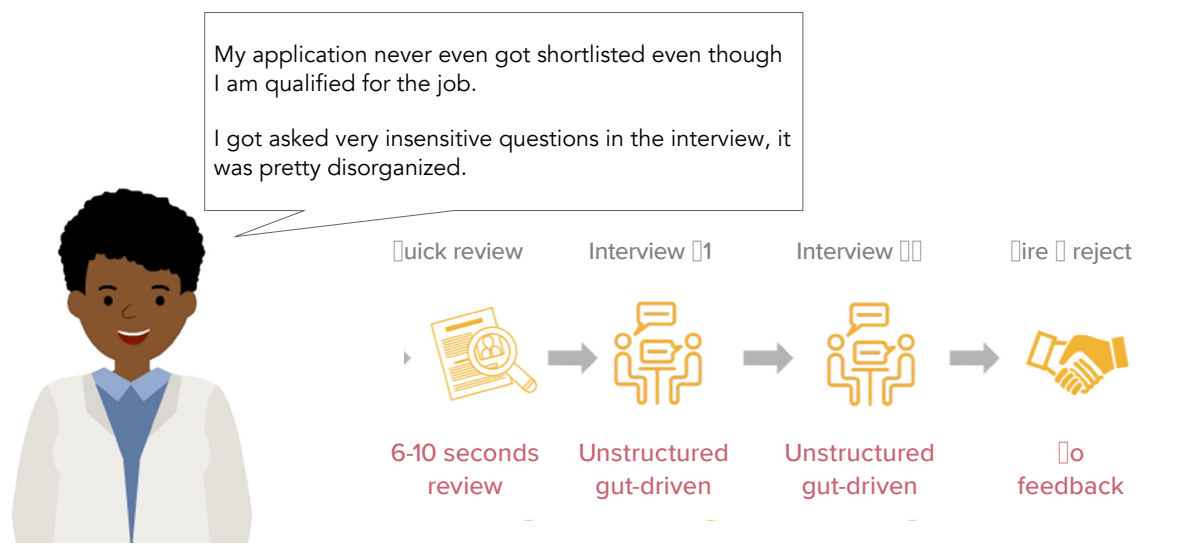 My application never even got shortlisted even though
I am qualified for the job.
I got asked very insensitive questions in the interview, it
was pretty disorganized.
▯uick review
Interview ▯1
Interview ▯▯
▯ire ▯ reject
6-10 seconds
review
Unstructured
gut-driven
Unstructured
gut-driven
▯o
feedback